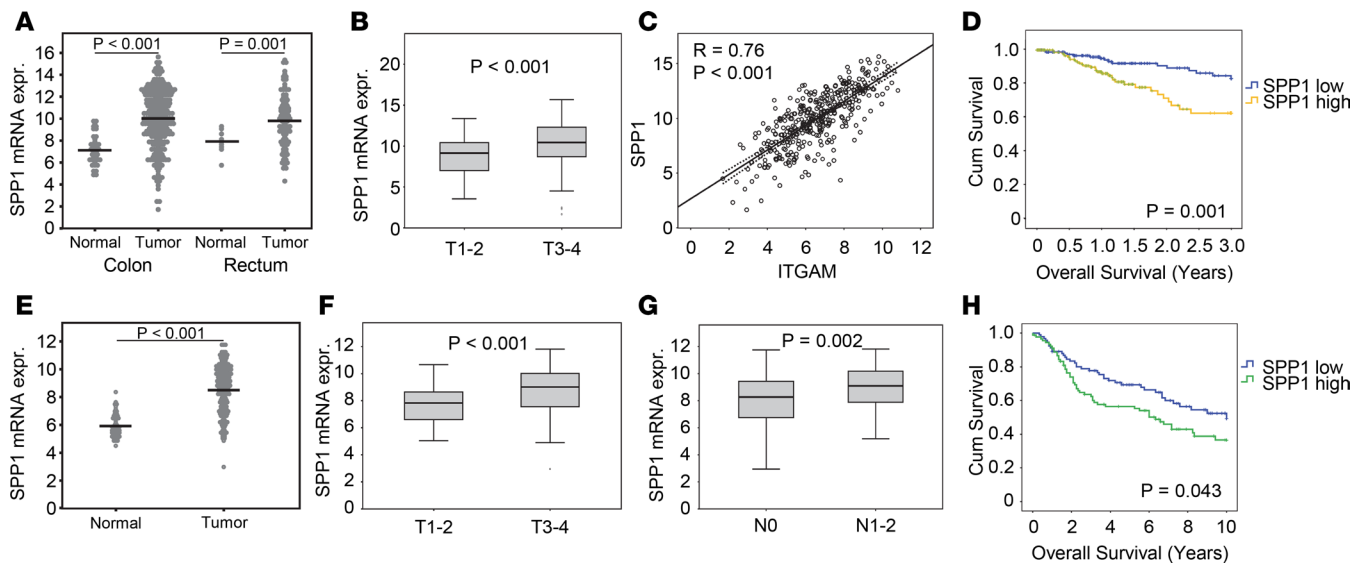 A
SPP1 mRNA expr.
16
14
12
10
8
6
4
2
0
P < 0.001
P = 0.001
Normal
Tumor
Normal
Tumor
Colon
Rectum
B
SPP1 mRNA expr.
20
15
10
5
0
P < 0.001
T1-2
T3-4
C
SPP1
15
10
5
0
R = 0.76
P < 0.001
0
2
4
6
8
10
12
ITGAM
D
Cum Survival
1.0
0.8
0.6
0.4
0.2
0
P = 0.001
0
0.5
1.0
1.5
2.0
2.5
3.0
Overall Survival (Years)
SPP1 low
SPP1 high
E
SPP1 mRNA expr.
12
10
8
6
4
2
0
P < 0.001
Normal
Tumor
F
SPP1 mRNA expr.
12
10
8
6
4
2
0
P < 0.001
T1-2
T3-4
G
SPP1 mRNA expr.
12
10
8
6
4
2
0
P = 0.002
N0
N1-2
H
Cum Survival
1.0
0.8
0.6
0.4
0.2
0
P = 0.043
0
2
4
6
8
10
Overall Survival (Years)
SPP1 low
SPP1 high